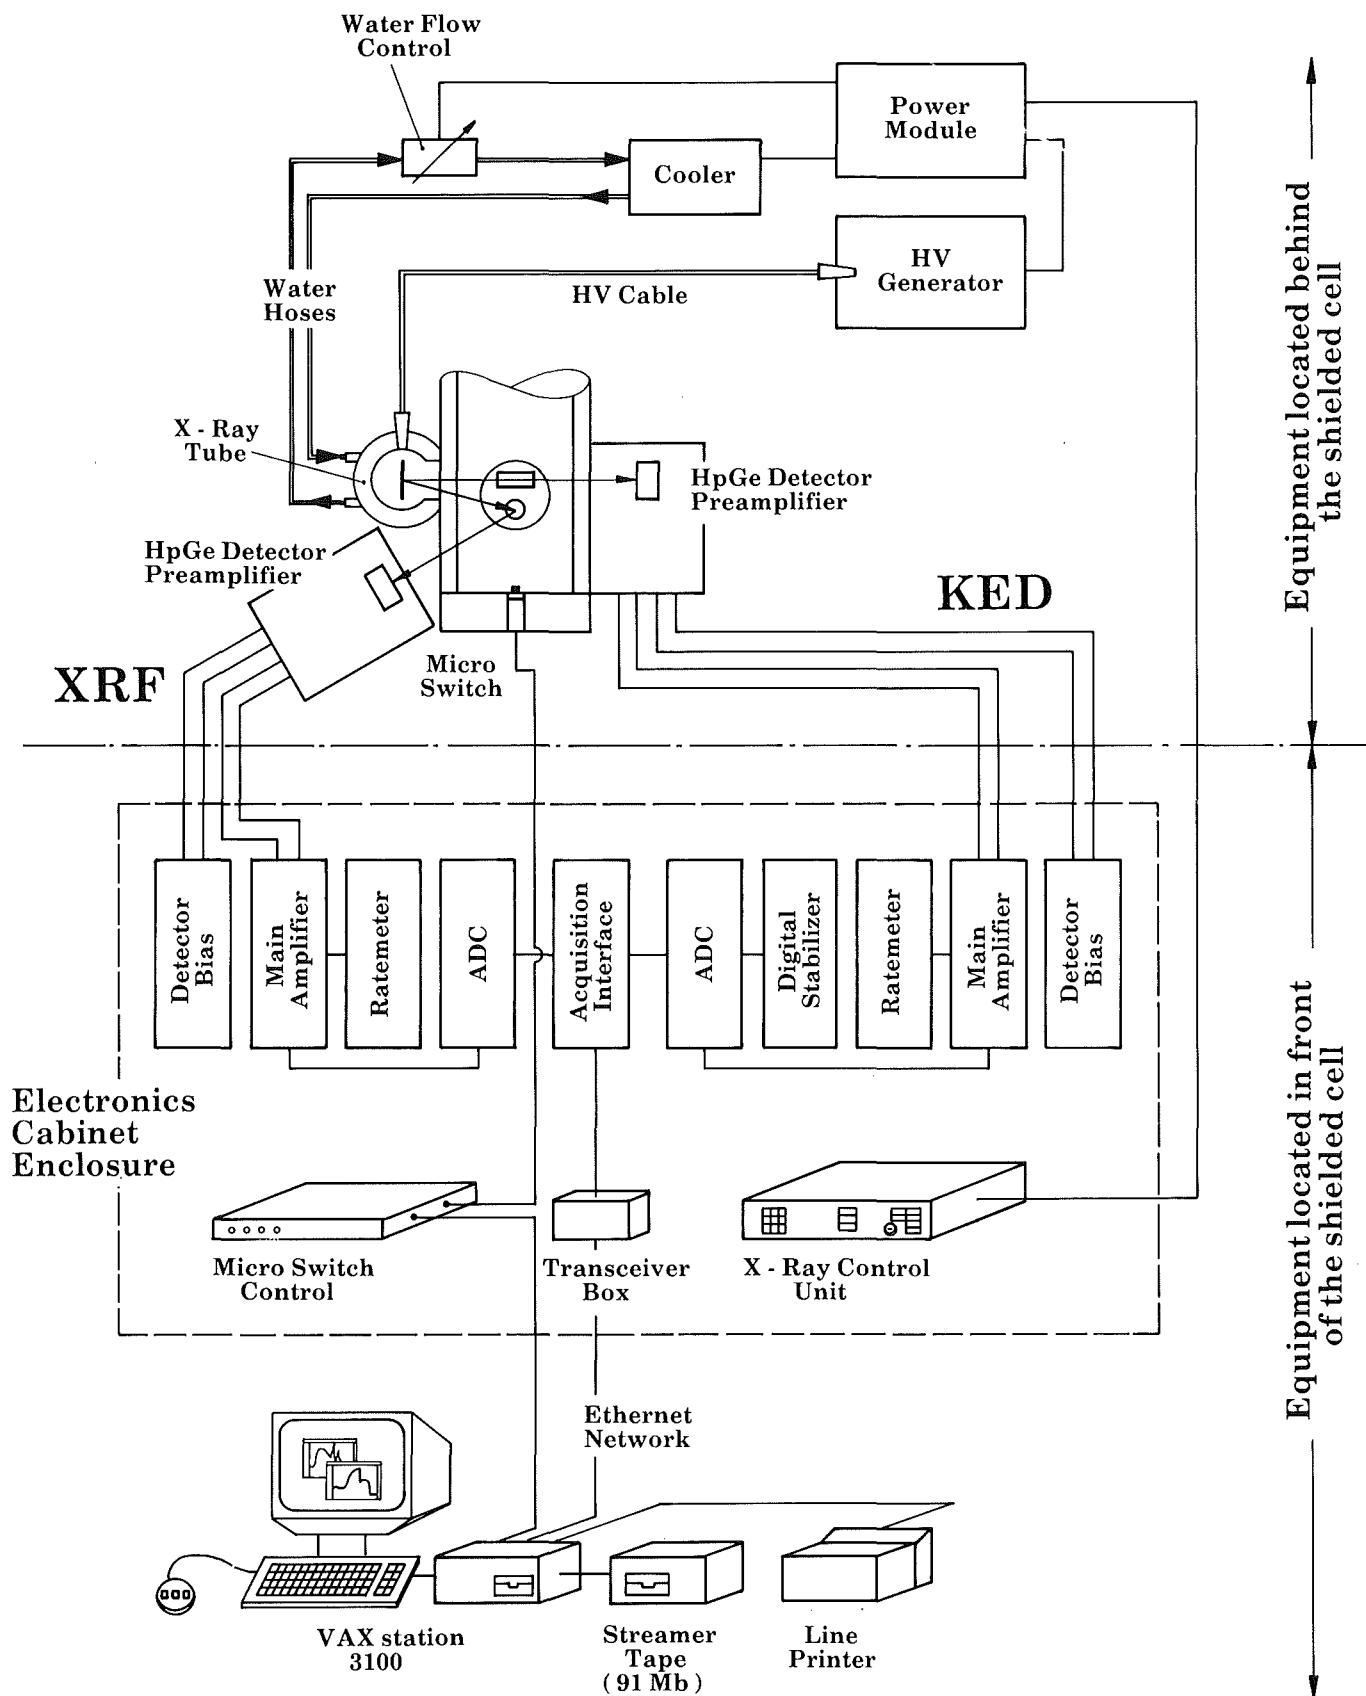 Water Flow
Control
Power
Module
Cooler
HV
Generator
Water
Hoses
HV Cable
X - Ray
Tube
HpGe Detector
Preamplifier
HpGe Detector
Preamplifier
KED
XRF
Micro
Switch
Equipment located behind
the shielded cell
Detector
Bias
Main
Amplifier
Ratemeter
ADC
Acquisition
Interface
ADC
Digital
Stabilizer
Ratemeter
Main
Amplifier
Detector
Bias
Electronics
Cabinet
Enclosure
Micro Switch
Control
Transceiver
Box
X - Ray Control
Unit
Equipment located in front
of the shielded cell
Ethernet
Network
VAX station
3100
Streamer
Tape
( 91 Mb )
Line
Printer